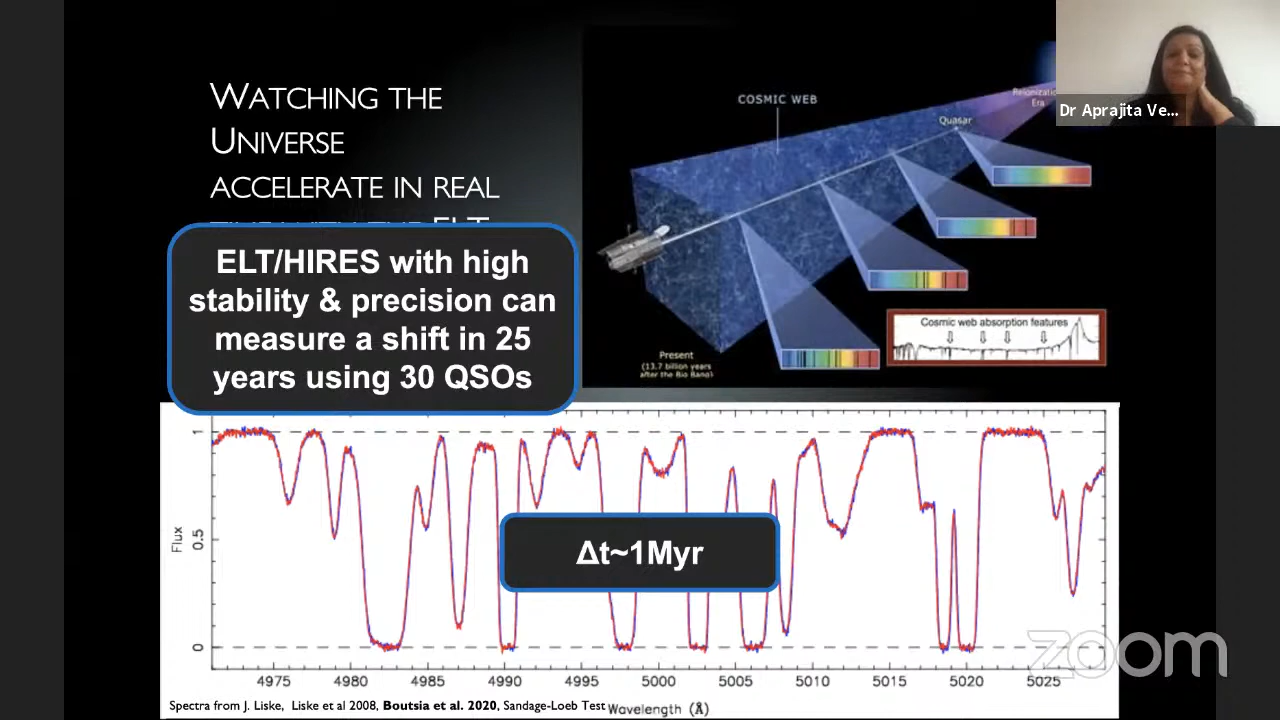 WATCHING THE
UNIVERSE
ACCELERATE IN REAL
ELT
ELT/HIRES with high
stability & precision can
measure a shift in 25
years using 30 QSOs
COSMIC WEB
Reionizatio
Era
Quasar
Dr Aprajita Ve...
Cosmic web absorption features
Present
(13.7 billion years
after the Big Bang)
Δt~1Myr
Flux
1
0.5
0
4975 4980 4985 4990 4995 5000 5005 5010 5015 5020 5025
Wavelength (Å)
Spectra from J. Liske, Liske et al 2008, Boutsia et al. 2020, Sandage-Loeb Test
zoom